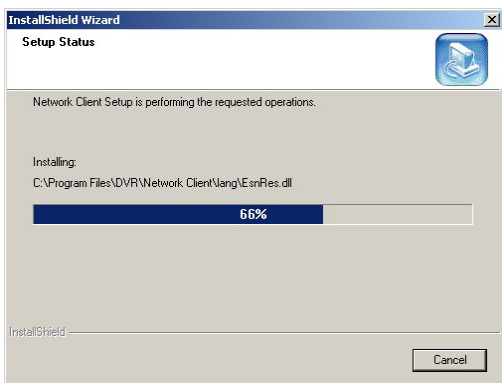 InstallShield Wizard
Setup Status
Network Client Setup is performing the requested operations.
Installing:
C:\Program Files\DVR\Network Client\lang\EsnRes.dll
66%
InstallShield
Cancel